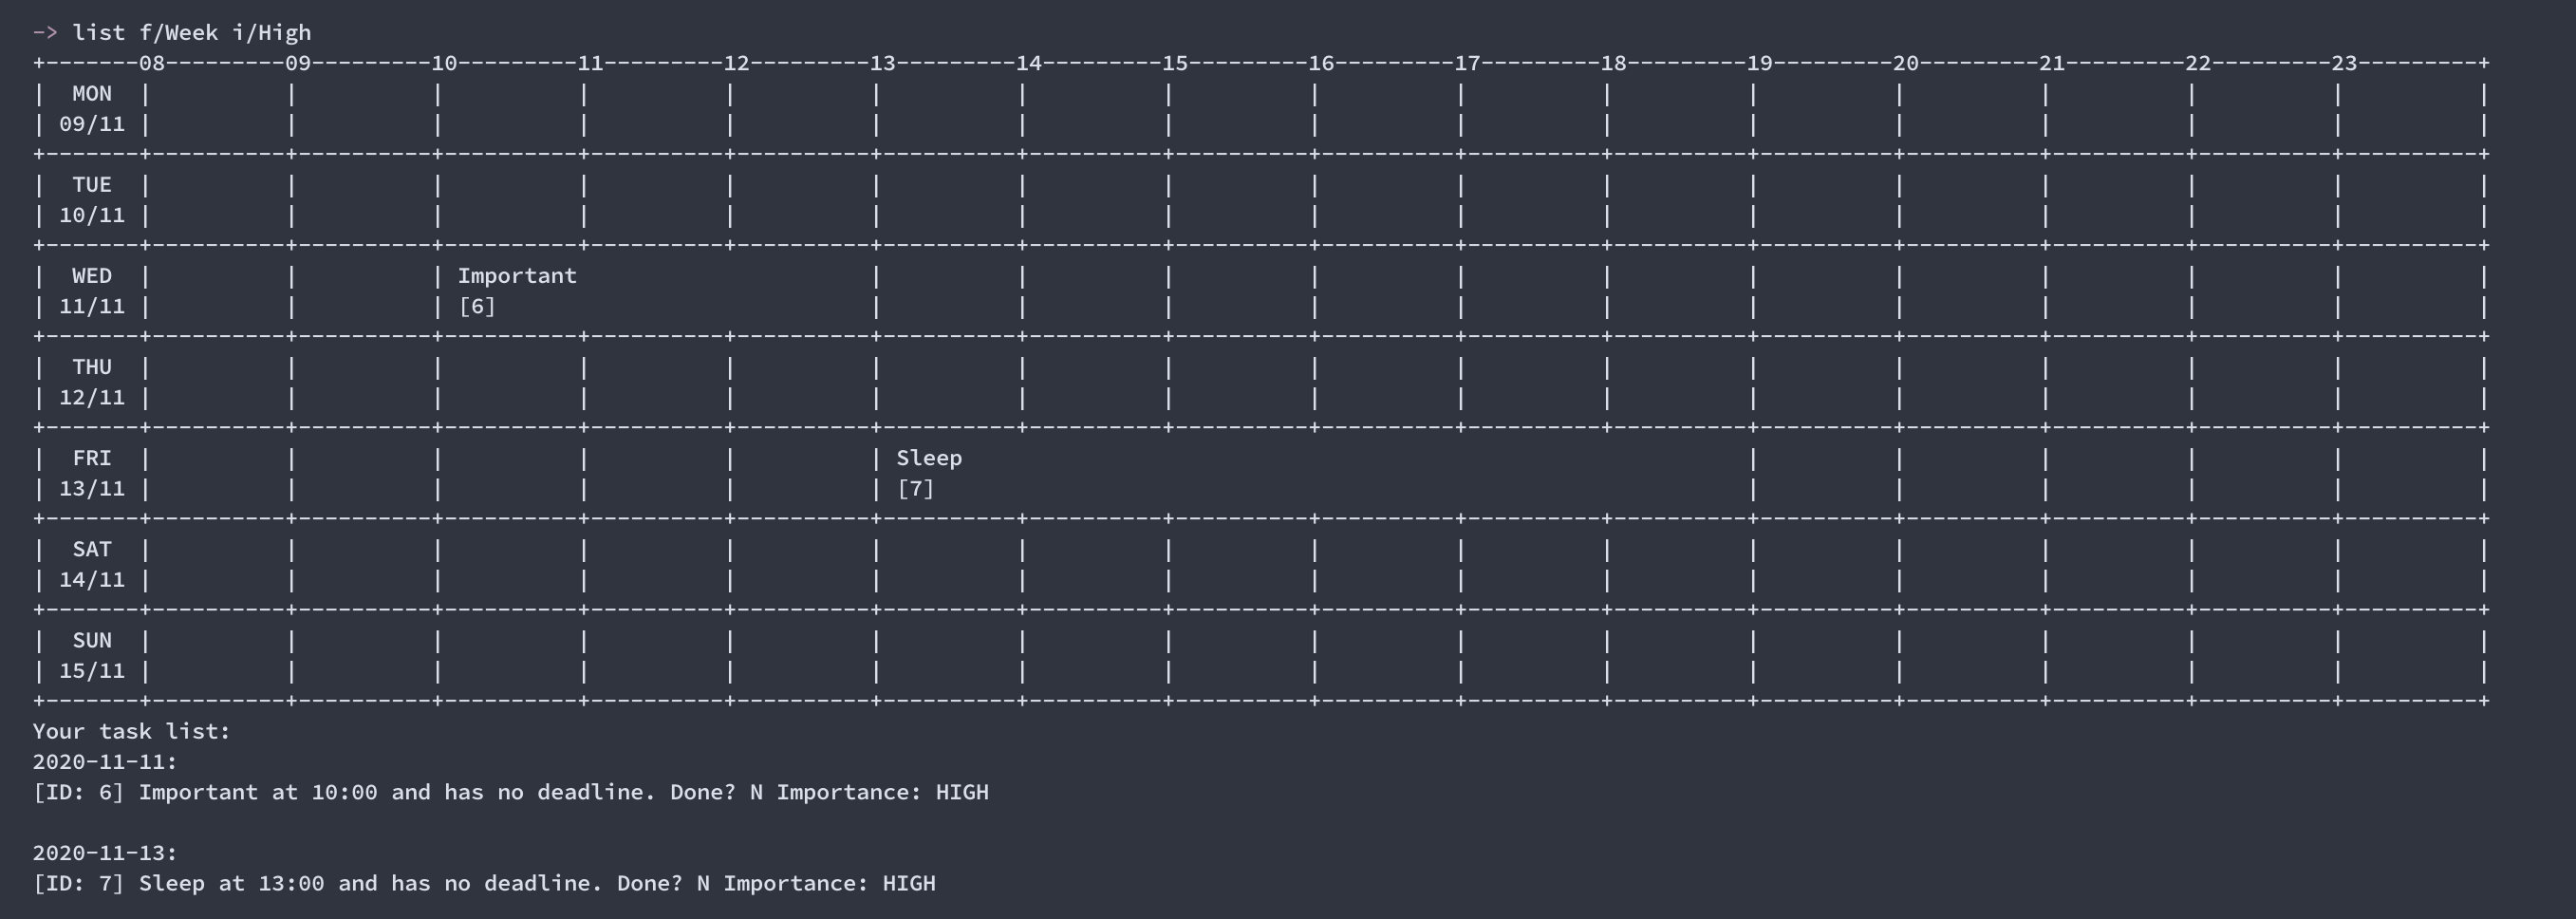 -> list f/Week i/High
+-------08---------09---------10---------11---------12---------13---------14---------15---------16---------17---------18---------19---------20---------21---------22---------23---------+
|  MON  |          |          |          |          |          |          |          |          |          |          |          |          |          |          |          |          |
| 09/11 |          |          |          |          |          |          |          |          |          |          |          |          |          |          |          |          |
+-------+----------+----------+----------+----------+----------+----------+----------+----------+----------+----------+----------+----------+----------+----------+----------+----------+
|  TUE  |          |          |          |          |          |          |          |          |          |          |          |          |          |          |          |          |
| 10/11 |          |          |          |          |          |          |          |          |          |          |          |          |          |          |          |          |
+-------+----------+----------+----------+----------+----------+----------+----------+----------+----------+----------+----------+----------+----------+----------+----------+----------+
|  WED  |          |          | Important                      |          |          |          |          |          |          |          |          |          |          |          |
| 11/11 |          |          | [6]                            |          |          |          |          |          |          |          |          |          |          |          |
+-------+----------+----------+----------+----------+----------+----------+----------+----------+----------+----------+----------+----------+----------+----------+----------+----------+
|  THU  |          |          |          |          |          |          |          |          |          |          |          |          |          |          |          |          |
| 12/11 |          |          |          |          |          |          |          |          |          |          |          |          |          |          |          |          |
+-------+----------+----------+----------+----------+----------+----------+----------+----------+----------+----------+----------+----------+----------+----------+----------+----------+
|  FRI  |          |          |          |          |          | Sleep                                                           |          |          |          |          |          |
| 13/11 |          |          |          |          |          | [7]                                                             |          |          |          |          |          |
+-------+----------+----------+----------+----------+----------+----------+----------+----------+----------+----------+----------+----------+----------+----------+----------+----------+
|  SAT  |          |          |          |          |          |          |          |          |          |          |          |          |          |          |          |          |
| 14/11 |          |          |          |          |          |          |          |          |          |          |          |          |          |          |          |          |
+-------+----------+----------+----------+----------+----------+----------+----------+----------+----------+----------+----------+----------+----------+----------+----------+----------+
|  SUN  |          |          |          |          |          |          |          |          |          |          |          |          |          |          |          |          |
| 15/11 |          |          |          |          |          |          |          |          |          |          |          |          |          |          |          |          |
+-------+----------+----------+----------+----------+----------+----------+----------+----------+----------+----------+----------+----------+----------+----------+----------+----------+
Your task list:
2020-11-11:
[ID: 6] Important at 10:00 and has no deadline. Done? N Importance: HIGH
2020-11-13:
[ID: 7] Sleep at 13:00 and has no deadline. Done? N Importance: HIGH